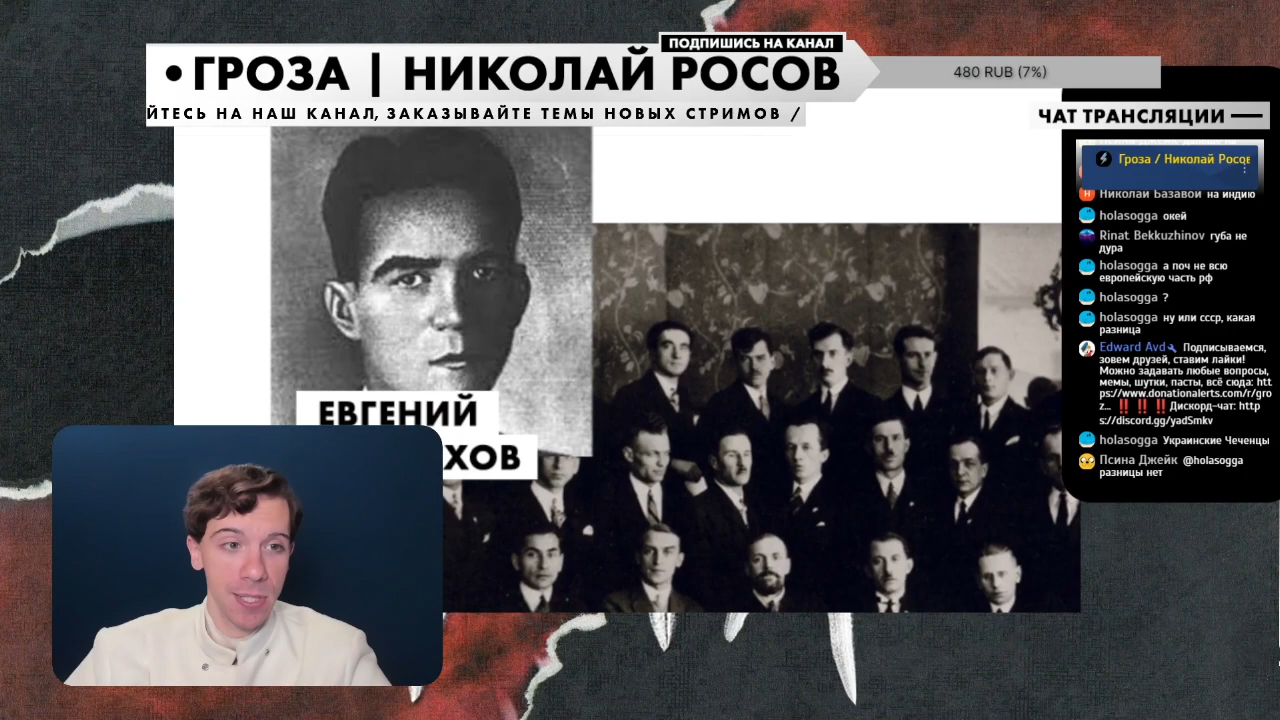 ПОДПИШИСЬ НА КАНАЛ
•ГРОЗА | НИКОЛАЙ РОСОВ
480 RUB (7%)
ЙТЕСЬ НА НАШ КАНАЛ, ЗАКАЗЫВАЙТЕ ТЕМЫ НОВЫХ СТРИМОВ /
ЧАТ ТРАНСЛЯЦИИ
Гроза / Николай Росов
Николай Базавой на индию
holasogga окей
Rinat Bekkuzhinov губа не
дура
holasogga а поч не всю
европейскую часть рф
holasogga ?
holasogga ну или ссср, какая
разница
Edward Avd Подписываемся,
зовем друзей, ставим лайки!
Можно задавать любые вопросы,
мемы, шутки, пасты, всё сюда: htt
ps://www.donationalerts.com/r/gro
z... ‼️ ‼️ ‼️Дискорд-чат: http
s://discord.gg/yadSmkv
holasogga Украинские Чеченцы
Псина Джейк @holasogga
разницы нет
ЕВГЕНИЙ
ХОВ